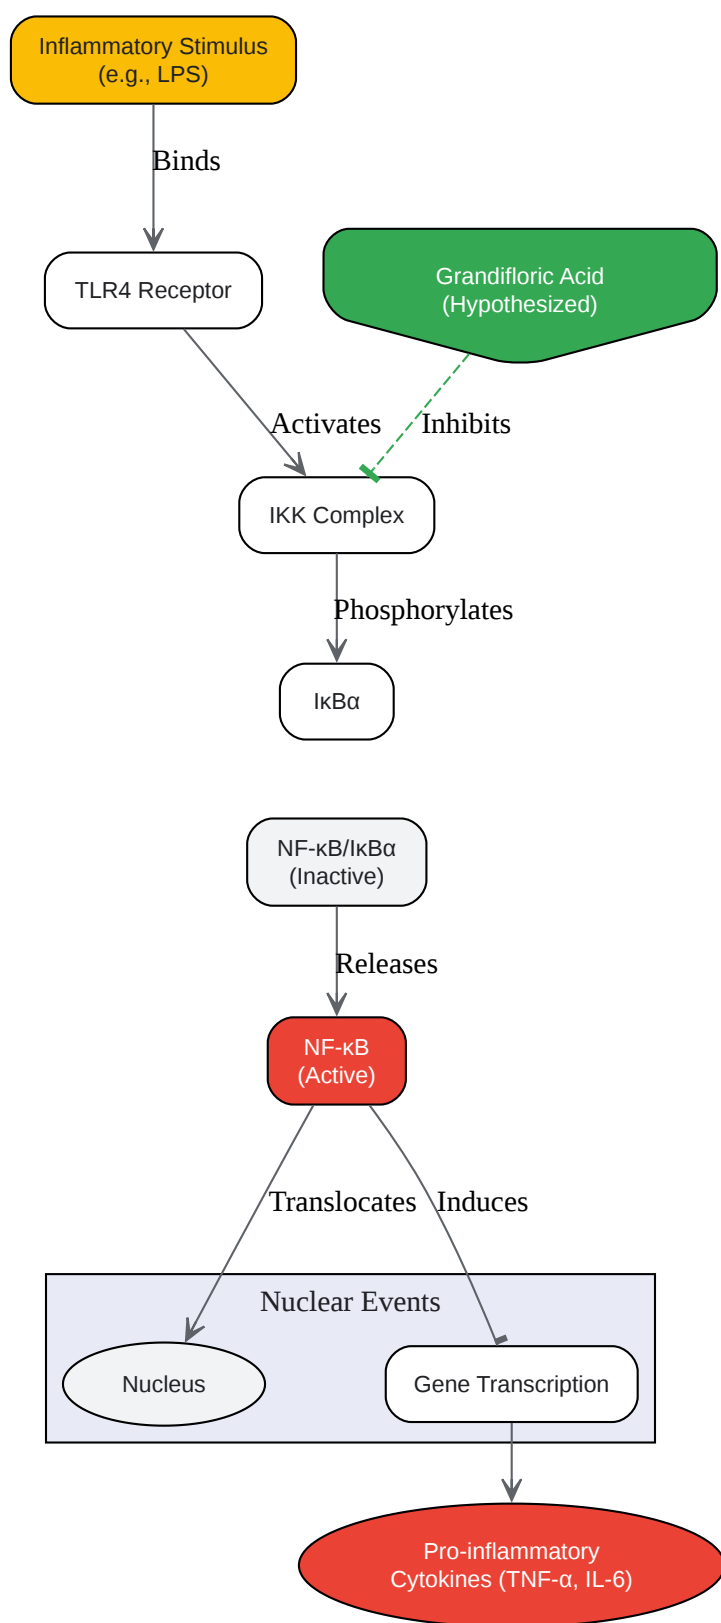 Inflammatory Stimulus
(e.g., LPS)
Binds
TLR4 Receptor
Grandifloric Acid
(Hypothesized)
Activates
Inhibits
IKK Complex
Phosphorylates
IκBα
NF-κB/IκBα
(Inactive)
Releases
NF-κB
(Active)
Translocates
Induces
Nuclear Events
Nucleus
Gene Transcription
Pro-inflammatory
Cytokines (TNF-α, IL-6)